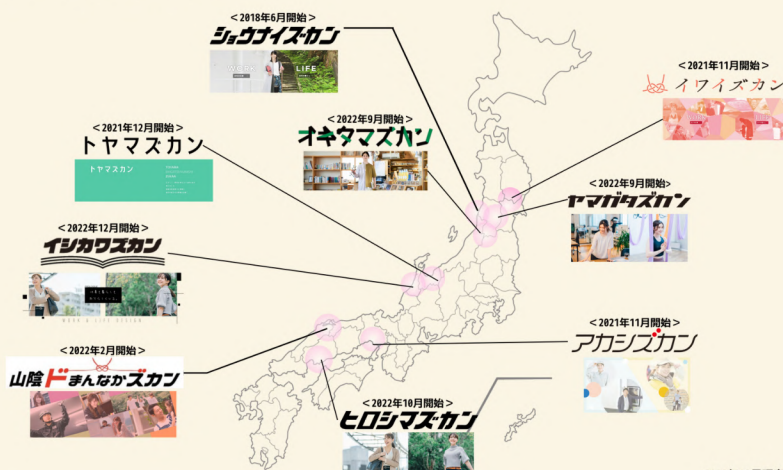 <2018年6月開始>
ショウナイズカン
WORK
LIFE
<2021年11月開始>
イワイズカン
<2021年12月開始>
トヤマズカン
トヤマズカン
<2022年9月開始>
オキタマズカン
<2022年9月開始>
ヤマガタズカン
<2022年12月開始>
イシカワズカン
WORK & LIFE DESIGN
<2021年11月開始>
アカシズカン
<2022年2月開始>
山陰ドまんなかズカン
<2022年10月開始>
ヒロシマズカン